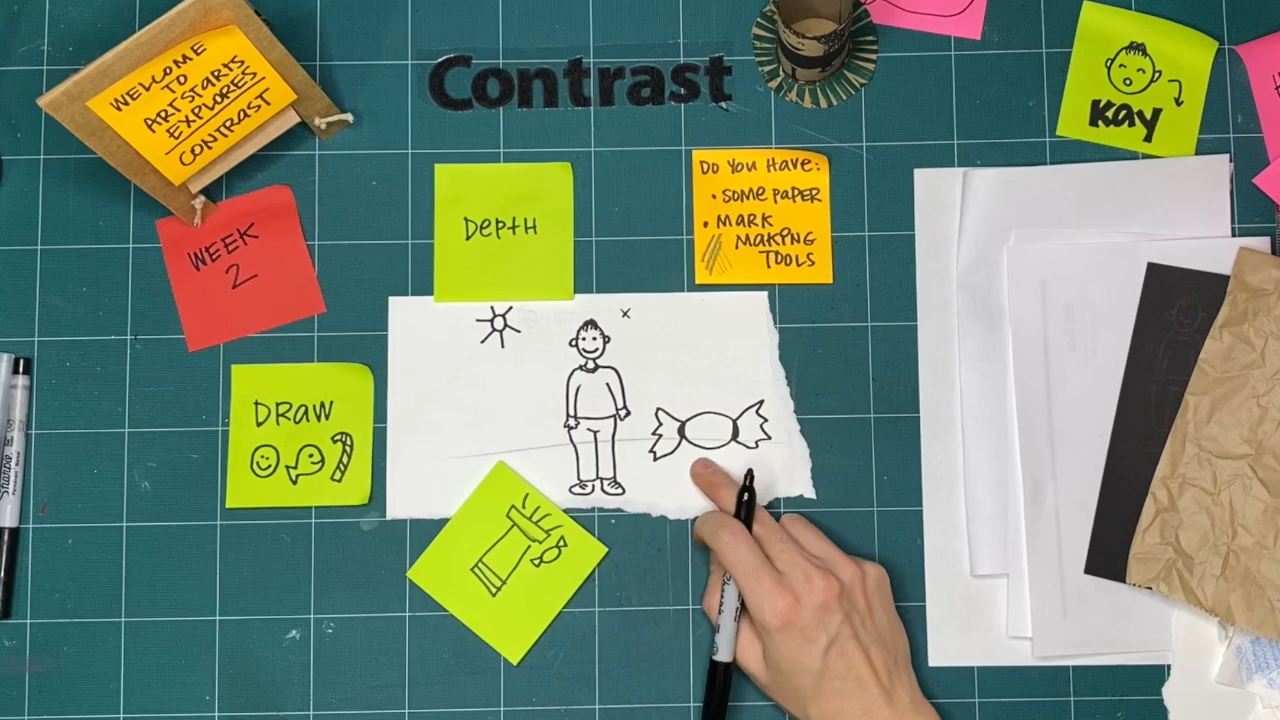 WELCOME
TO
ARTSTARTS
EXPLORES
CONTRAST
WEEK
2
Contrast
DEPTH
DO YOU HAVE:
• SOME PAPER
• MARK
MAKING
TOOLS
KAY
DRAW
Sharpie